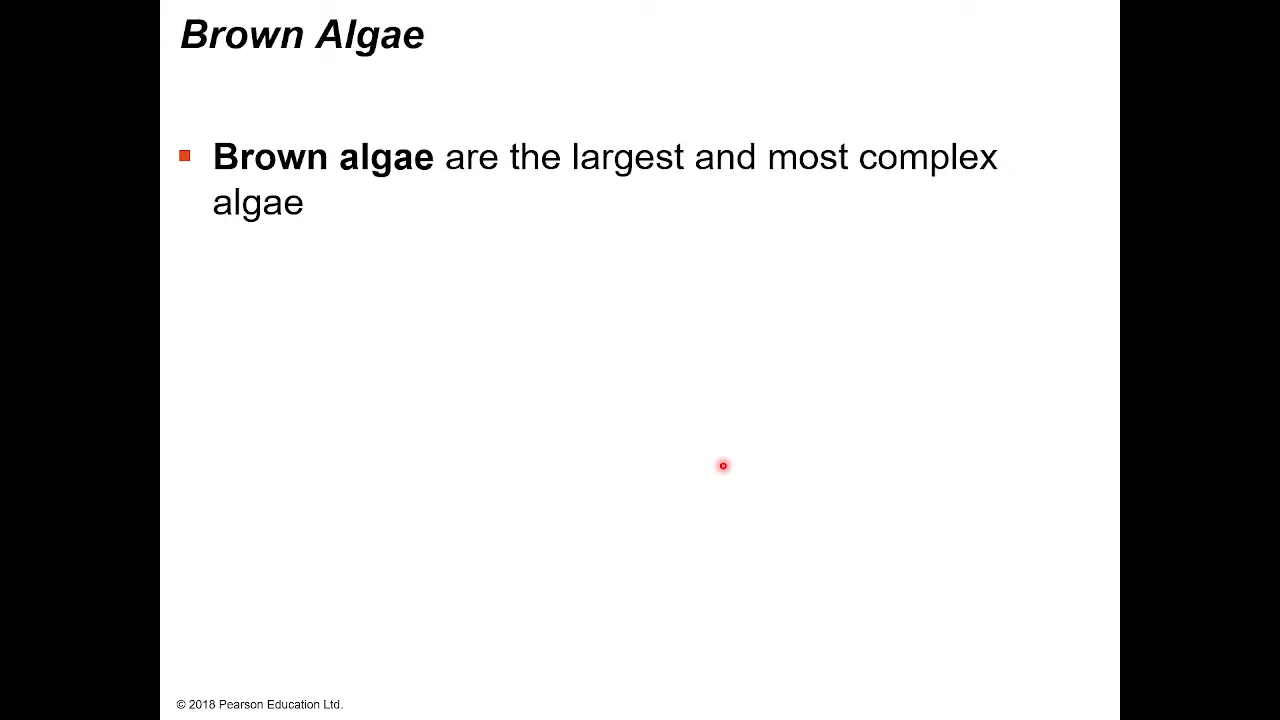 Brown Algae
Brown algae are the largest and most complex
algae
© 2018 Pearson Education Ltd.